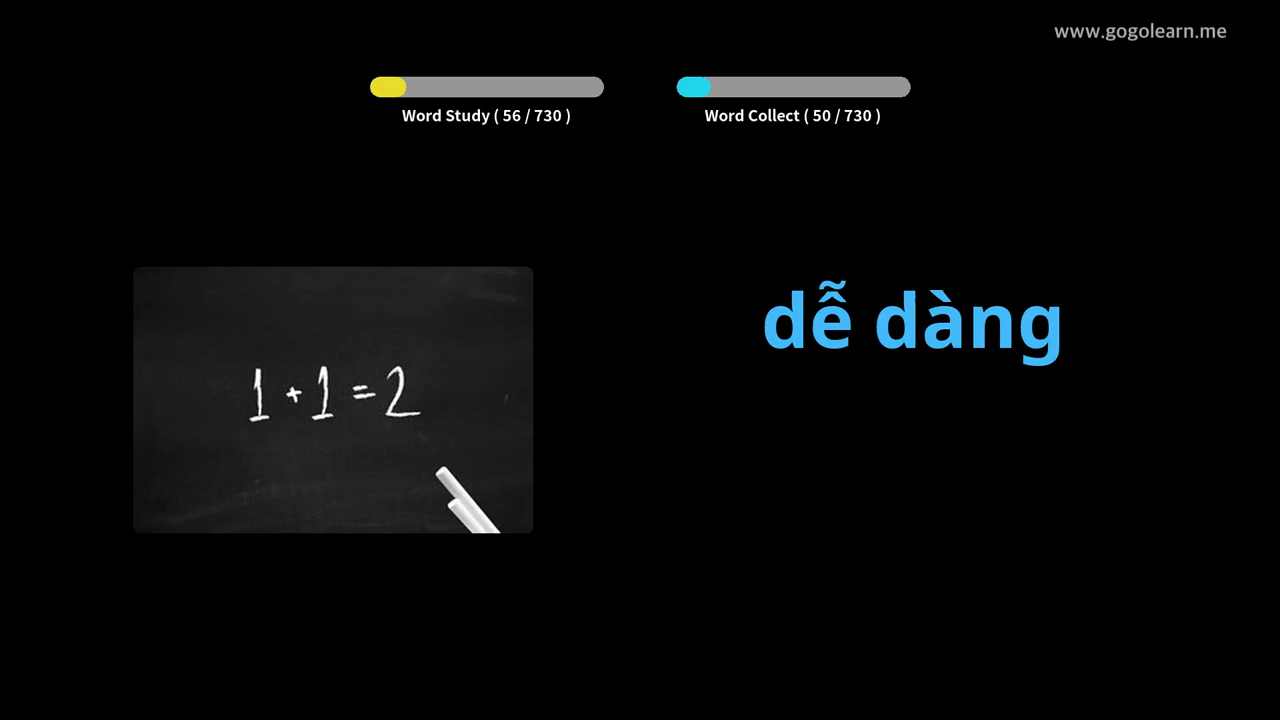 www.gogolearn.me
Word Study ( 56 / 730 )
Word Collect ( 50 / 730 )
dễ dàng
1 + 1 = 2